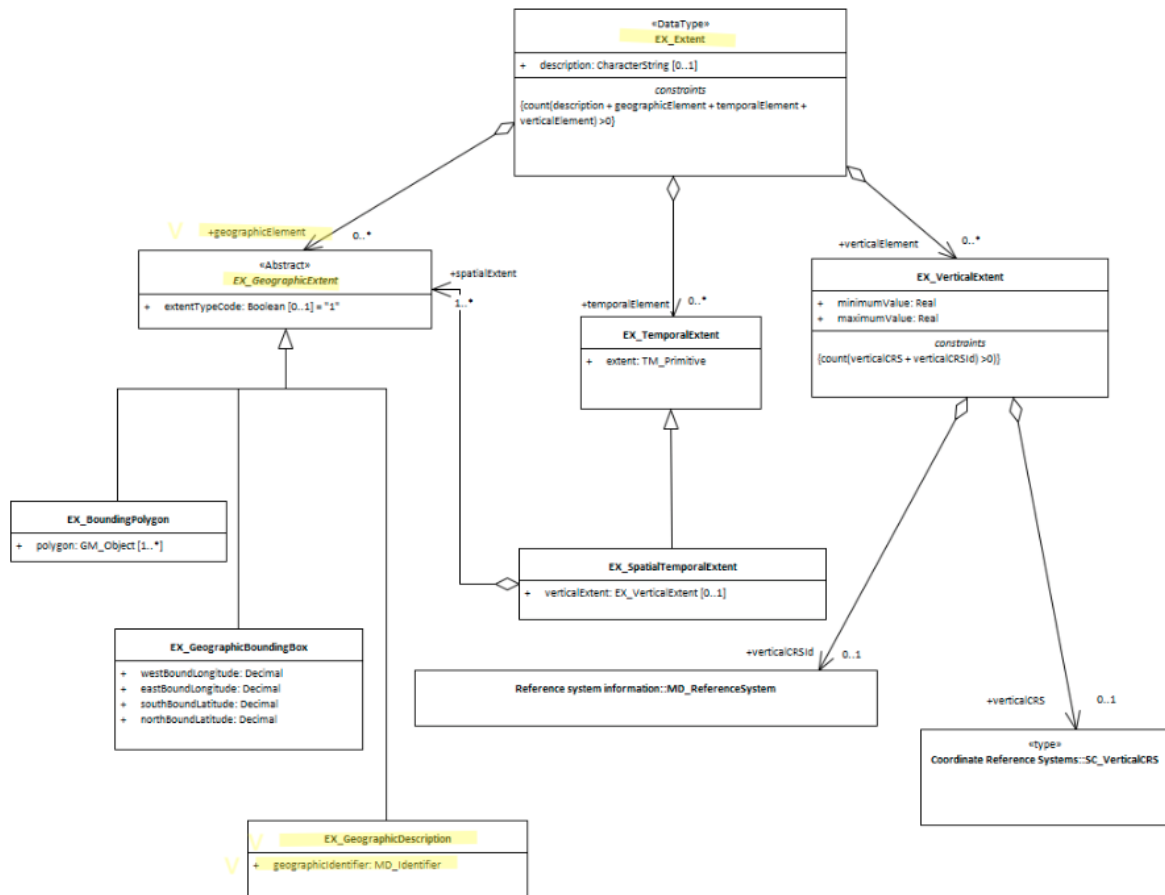 «DataType»
EX_Extent
+ description: CharacterString [0..1]
constraints
{count(description + geographicElement + temporalElement +
verticalElement) >0}
+geographicElement
0..*
«Abstract»
EX_GeographicExtent
+ extentTypeCode: Boolean [0..1] = "1"
+spatialExtent
1..*
+temporalElement
0..*
EX_TemporalExtent
+ extent: TM_Primitive
+verticalElement
0..*
EX_VerticalExtent
+ minimumValue: Real
+ maximumValue: Real
constraints
{count(verticalCRS + verticalCRSId) >0)}
EX_BoundingPolygon
+ polygon: GM_Object [1..*]
EX_SpatialTemporalExtent
+ verticalExtent: EX_VerticalExtent [0..1]
EX_GeographicBoundingBox
+ westBoundLongitude: Decimal
+ eastBoundLongitude: Decimal
+ southBoundLatitude: Decimal
+ northBoundLatitude: Decimal
+verticalCRSId
0..1
Reference system information::MD_ReferenceSystem
+verticalCRS
0..1
«type»
Coordinate Reference Systems::SC_VerticalCRS
EX_GeographicDescription
+ geographicIdentifier: MD_Identifier